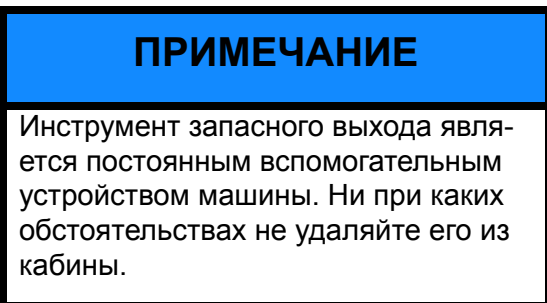 ПРИМЕЧАНИЕ
Инструмент запасного выхода явля-
ется постоянным вспомогательным
устройством машины. Ни при каких
обстоятельствах не удаляйте его из
кабины.